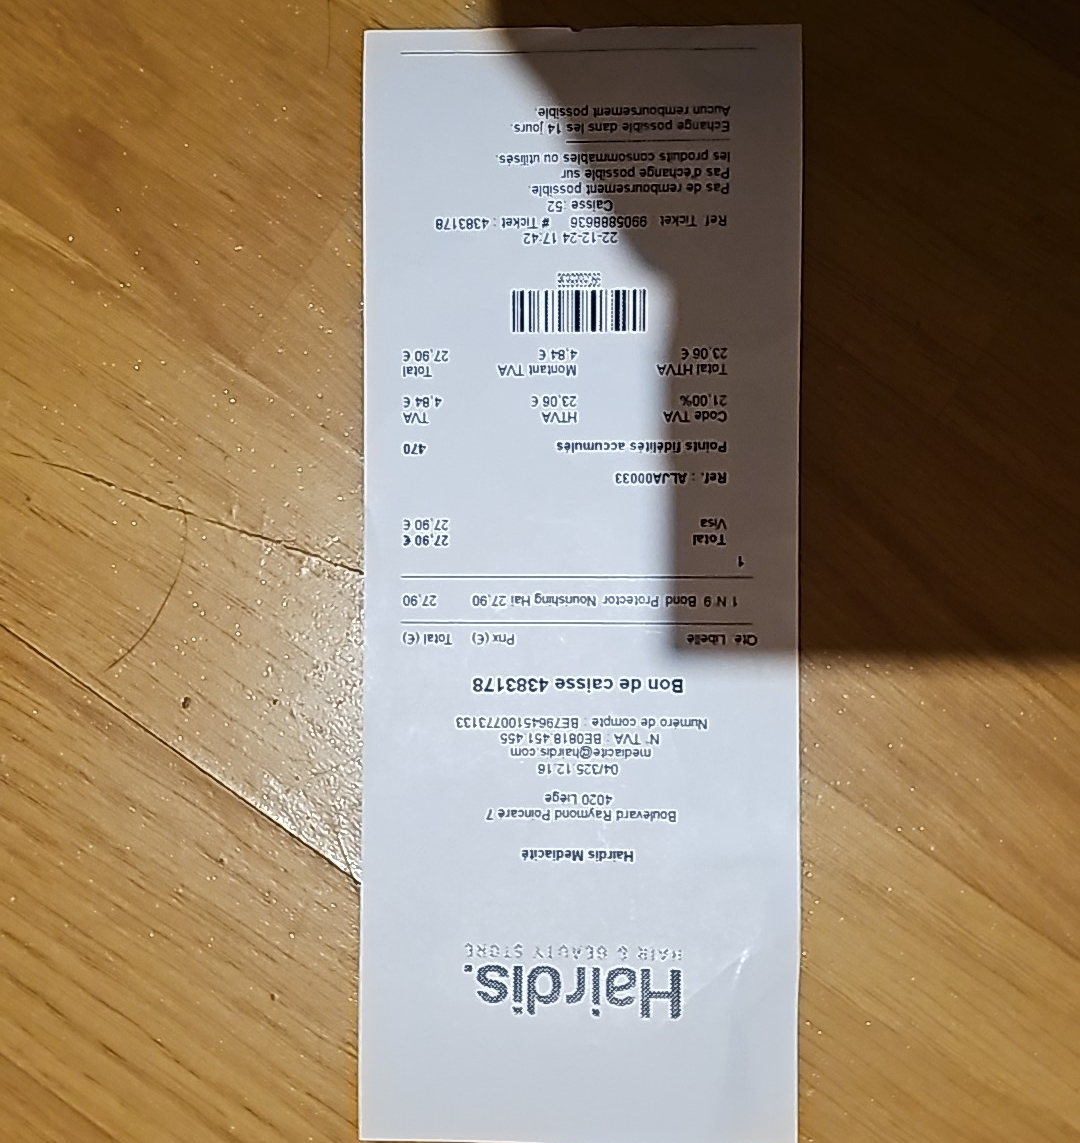 Hairdis.
HAIR & BEAUTY STORE
Hairdis Mediacité
Boulevard Raymond Poincaré 7
4020 Liège
04/325.12.16
mediacite@hairdis.com
N° TVA : BE0818.451.455
Numéro de compte : BE79645100773133
Bon de caisse 4383178
Qté Libellé Prix (€) Total (€)
1 N.9 Bond Protector Nourishing Hai 27,90 27,90
1
Total 27,90 €
Visa 27,90 €
Ref. : ALJA00033
Points fidélités accumulés 470
Code TVA HTVA TVA
21,00% 23,06 € 4,84 €
Total HTVA Montant TVA Total
23,06 € 4,84 € 27,90 €
22-12-24 17:42
Ref Ticket : 9905888636 # Ticket : 4383178
Caisse :52
Pas de remboursement possible.
Pas d'échange possible sur
les produits consommables ou utilisés.
Echange possible dans les 14 jours.
Aucun remboursement possible.